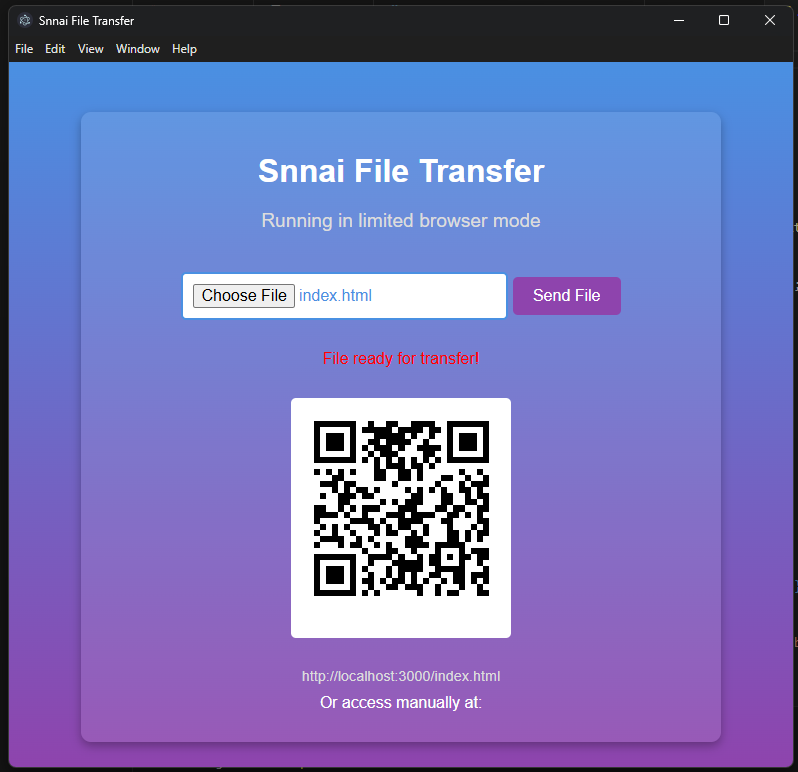 Snnai File Transfer
File Edit View Window Help
Snnai File Transfer
Running in limited browser mode
Choose File index.html Send File
File ready for transfer!
http://localhost:3000/index.html
Or access manually at: